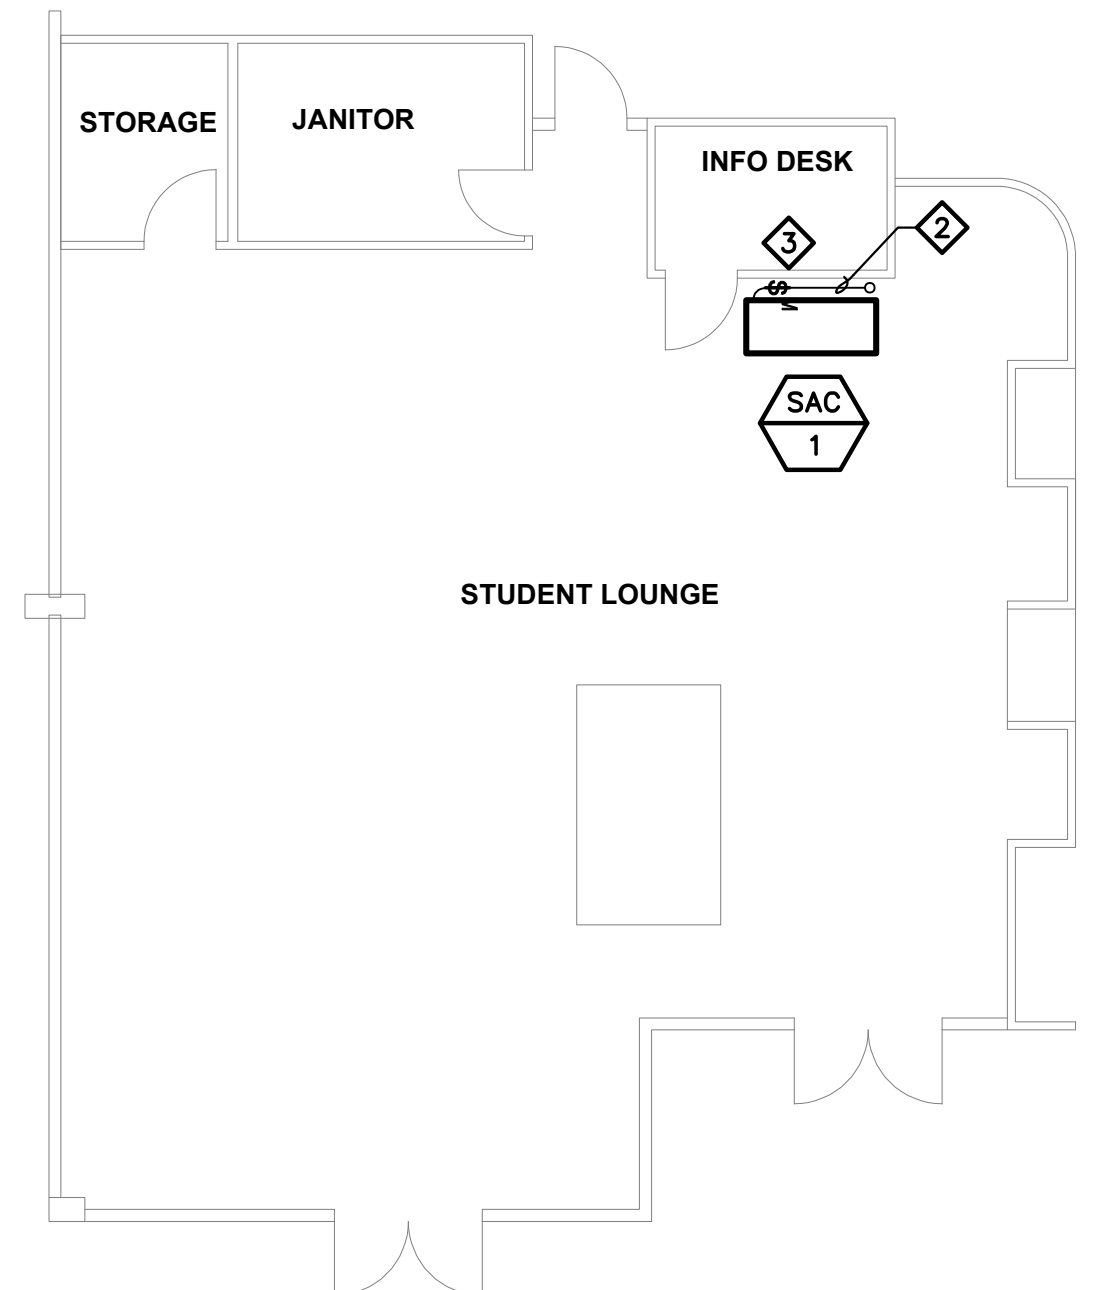 STORAGE
JANITOR
INFO DESK
3
2
$
M
SAC
1
STUDENT LOUNGE